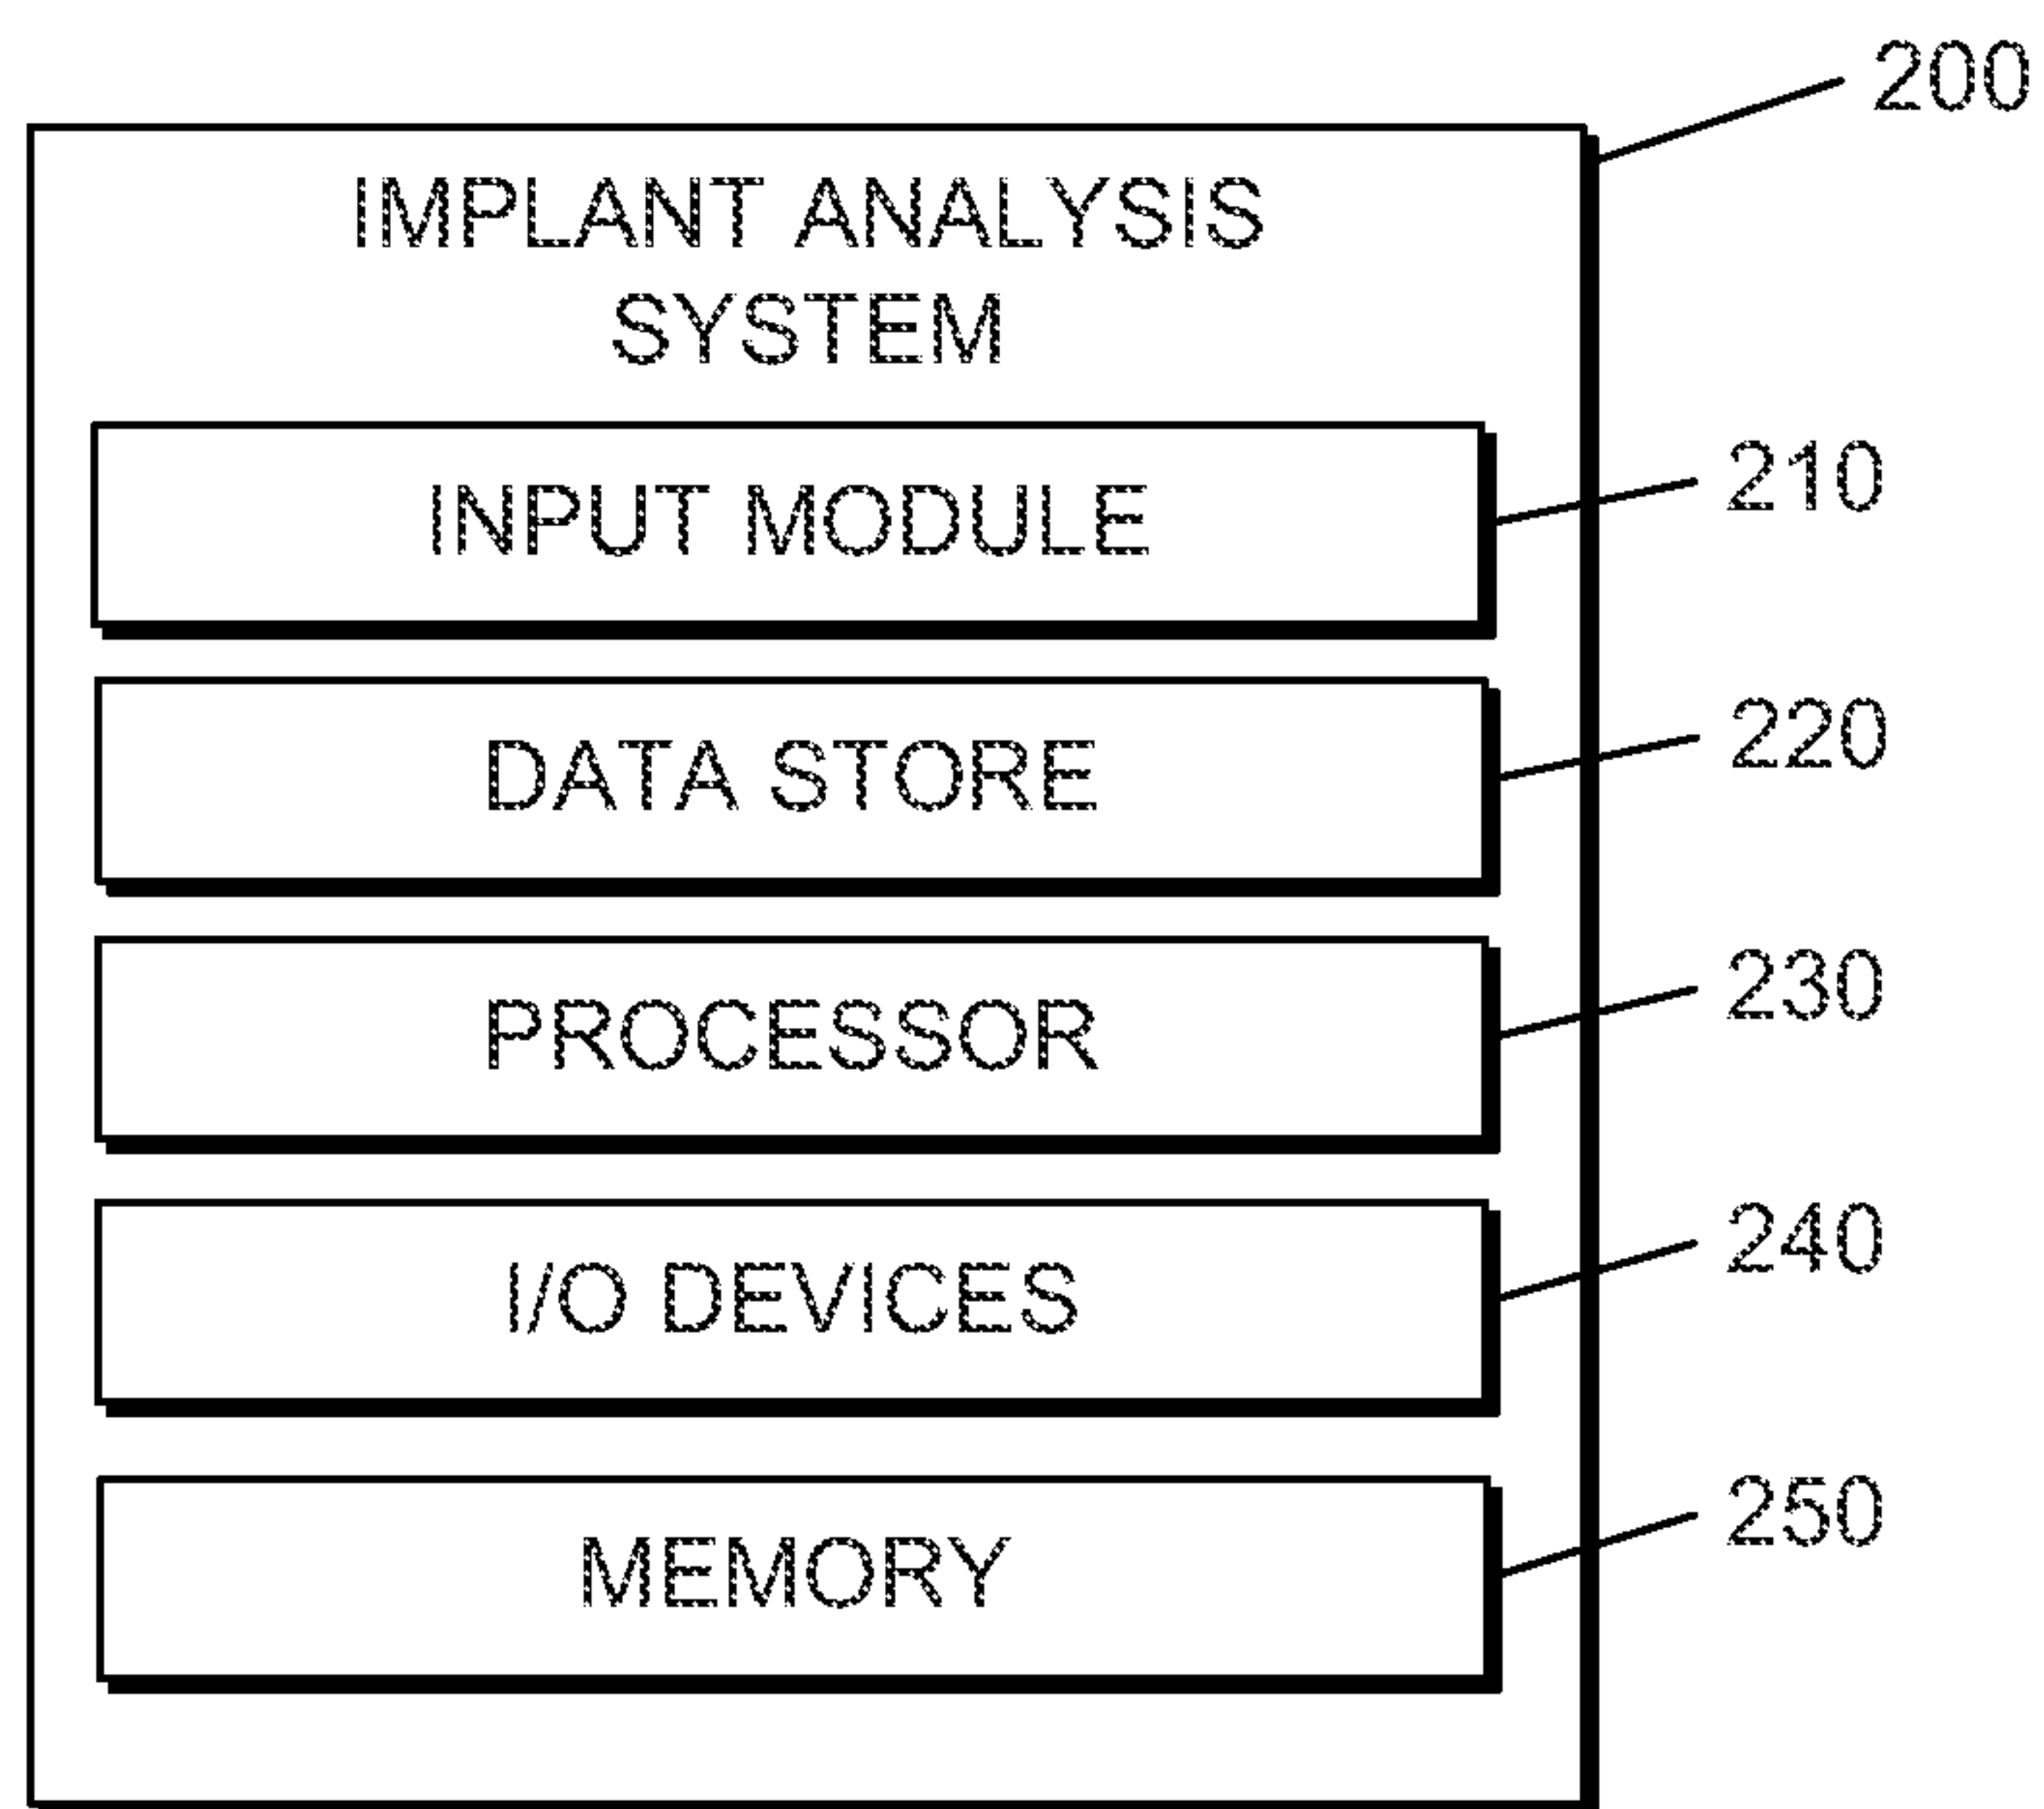 200
IMPLANT ANALYSIS
SYSTEM
INPUT MODULE
210
DATA STORE
220
PROCESSOR
230
I/O DEVICES
240
MEMORY
250